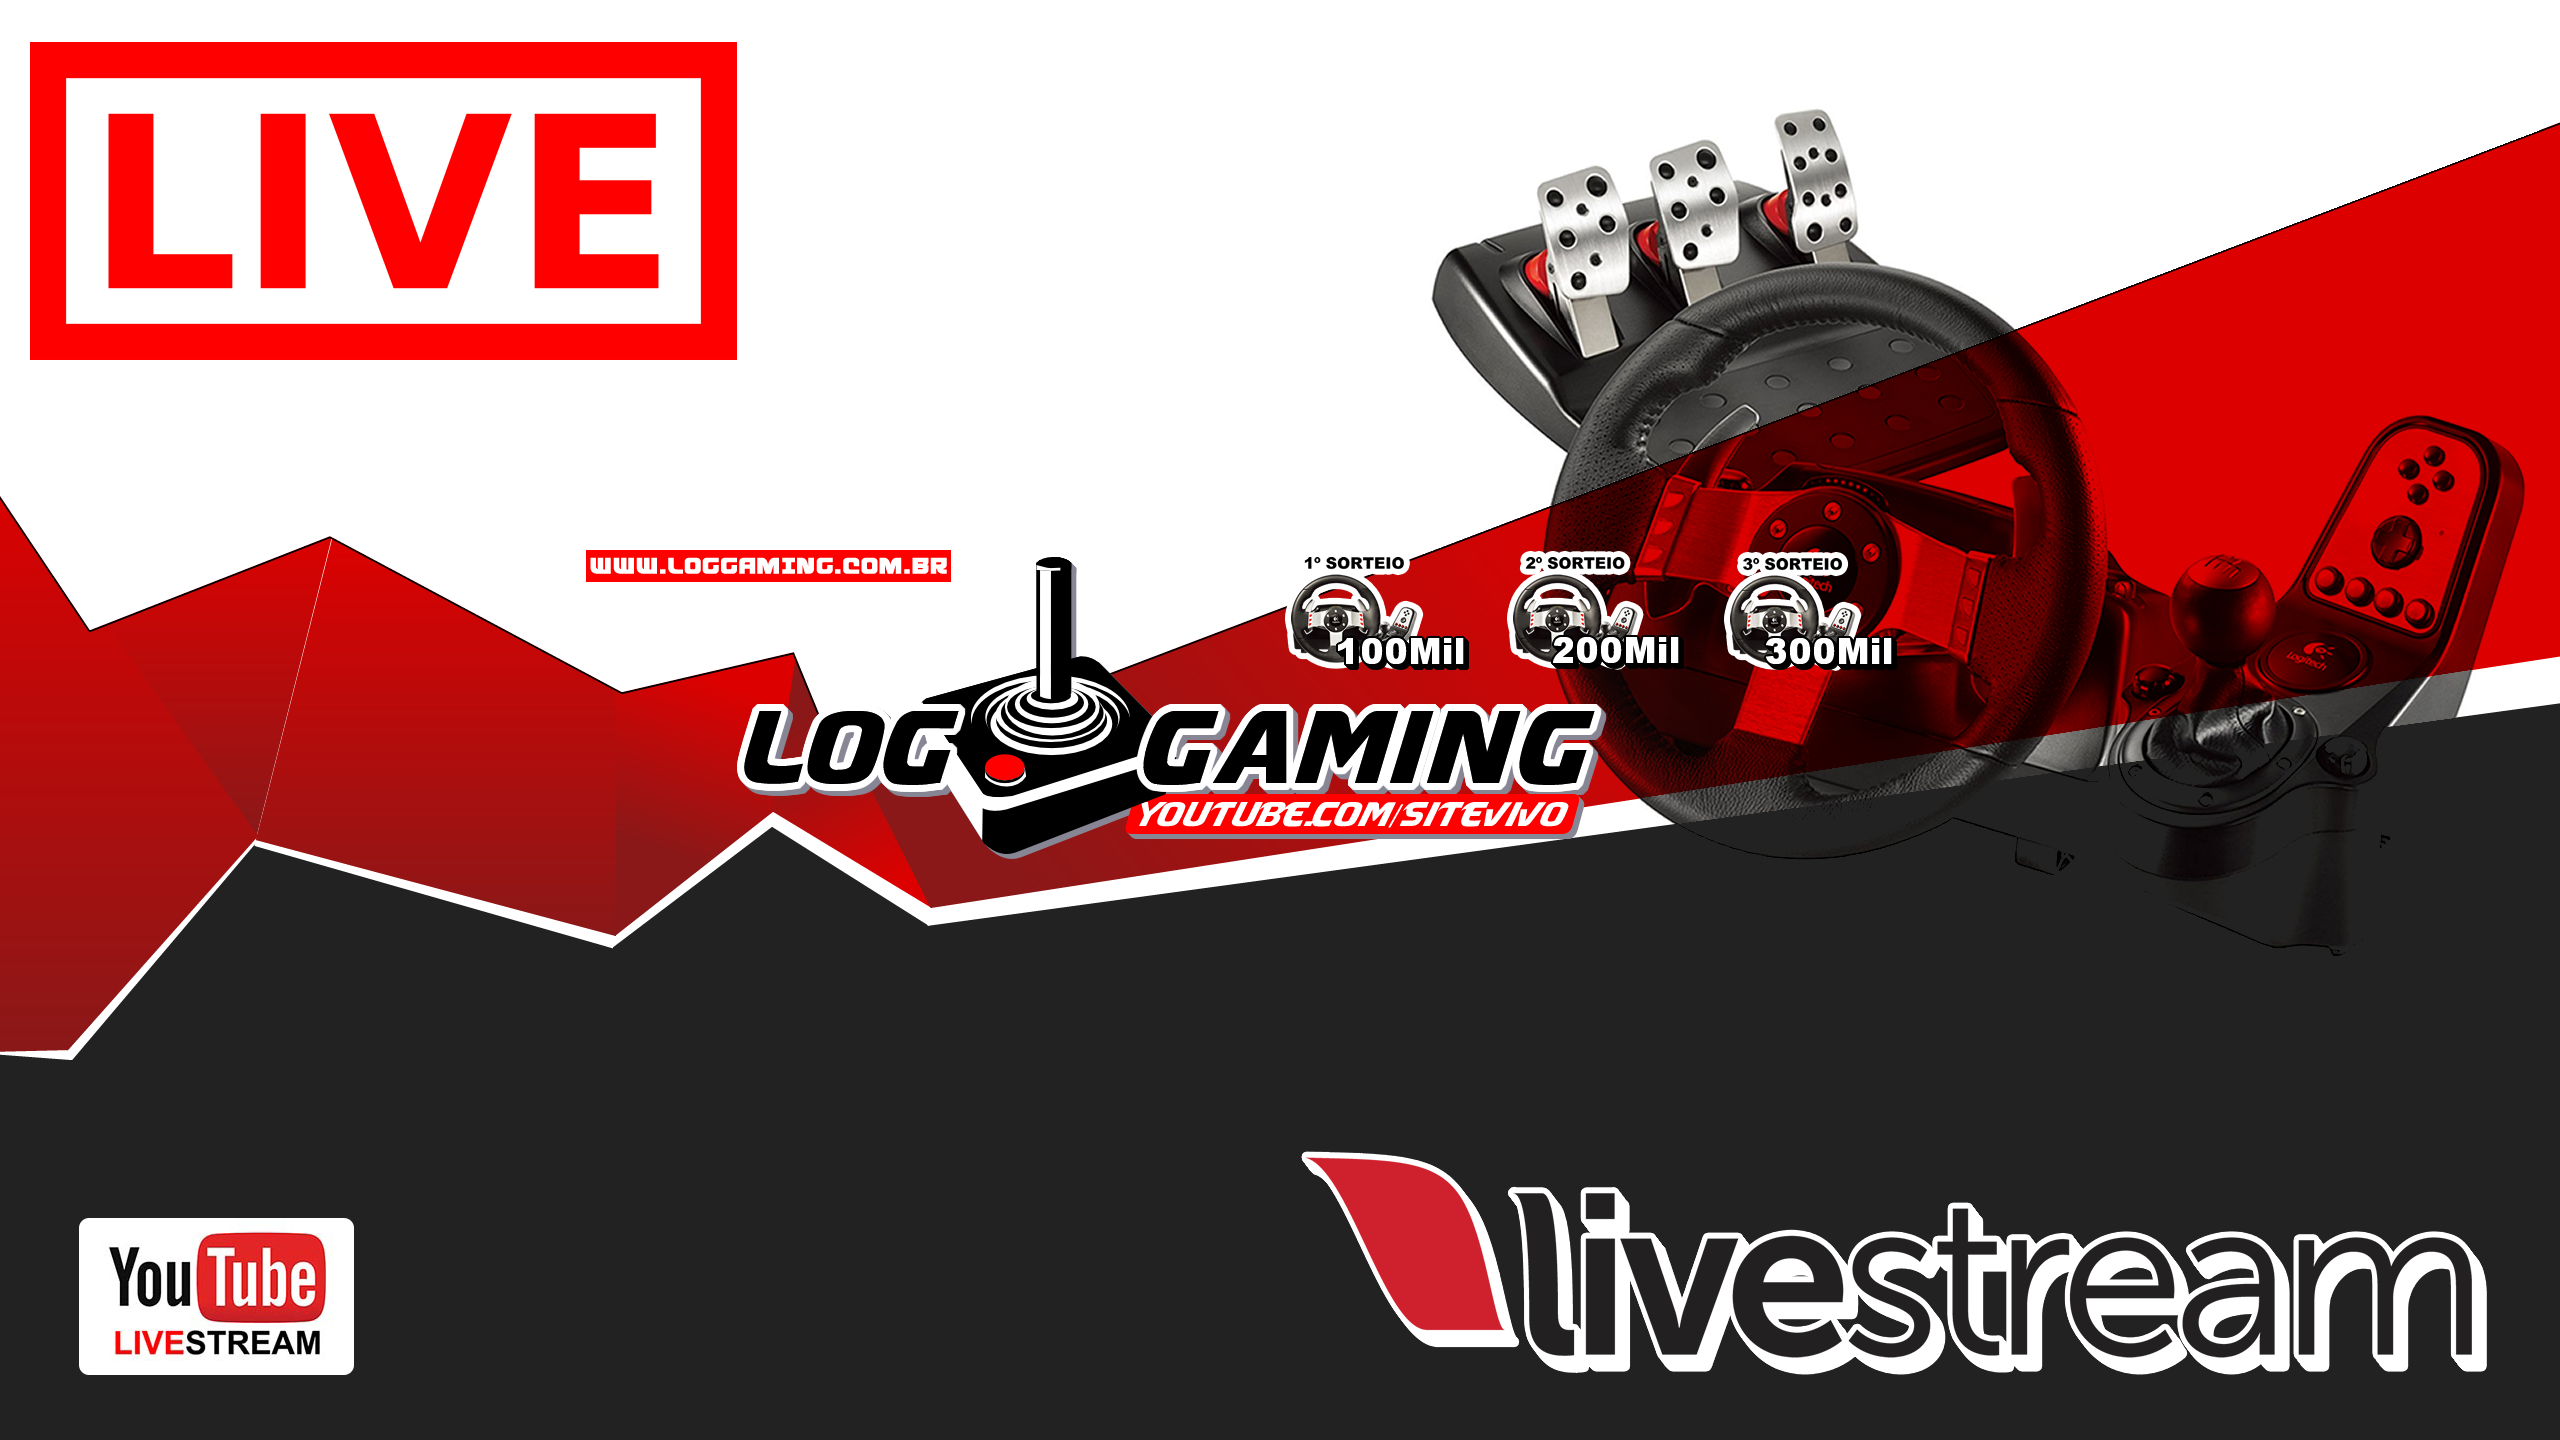 LIVE
WWW.LOGGAMING.COM.BR
1º SORTEIO
100Mil
2º SORTEIO
200Mil
3º SORTEIO
300Mil
LOG GAMING
YOUTUBE.COM/SITEVIVO
Logitech
livestream
YouTube
LIVESTREAM